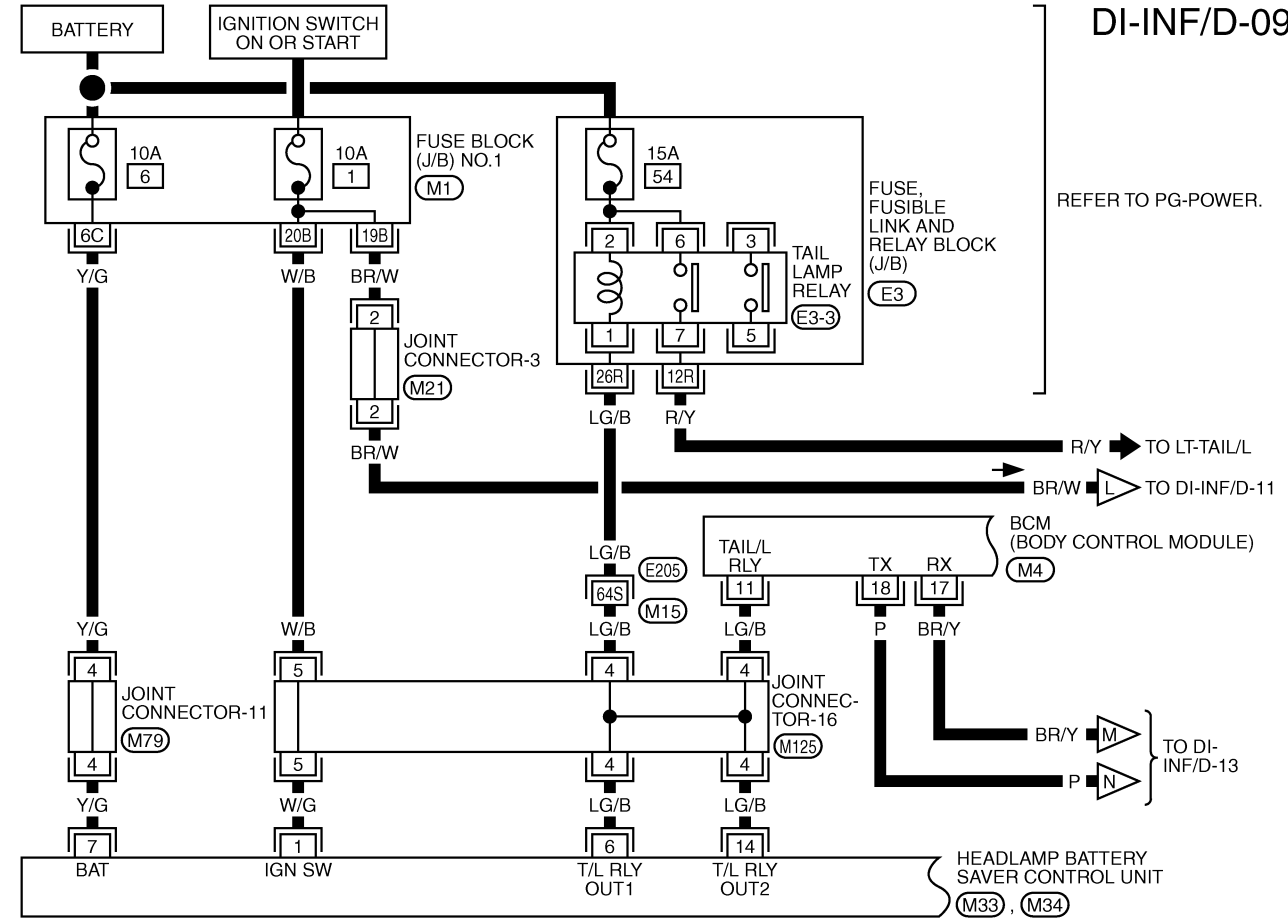 DI-INF/D-09
BATTERY
IGNITION SWITCH
ON OR START
10A
6
10A
1
FUSE BLOCK
(J/B) NO.1
M1
15A
54
FUSE,
FUSIBLE
LINK AND
RELAY BLOCK
(J/B)
E3
REFER TO PG-POWER.
6C
20B
19B
2
6
3
TAIL
LAMP
RELAY
E3-3
Y/G
W/B
BR/W
1
7
5
2
JOINT
CONNECTOR-3
M21
2
26R
12R
LG/B
R/Y
BR/W
R/Y
TO LT-TAIL/L
BR/W
L
TO DI-INF/D-11
BCM
(BODY CONTROL MODULE)
M4
TAIL/L
RLY
TX
RX
11
18
17
LG/B
E205
64S
M15
Y/G
W/B
LG/B
LG/B
P
BR/Y
4
5
4
4
JOINT
CONNECTOR-11
M79
JOINT
CONNEC-
TOR-16
M125
4
5
4
4
BR/Y
M
P
N
TO DI-
INF/D-13
Y/G
W/G
LG/B
LG/B
7
1
6
14
BAT
IGN SW
T/L RLY
OUT1
T/L RLY
OUT2
HEADLAMP BATTERY
SAVER CONTROL UNIT
M33 , M34